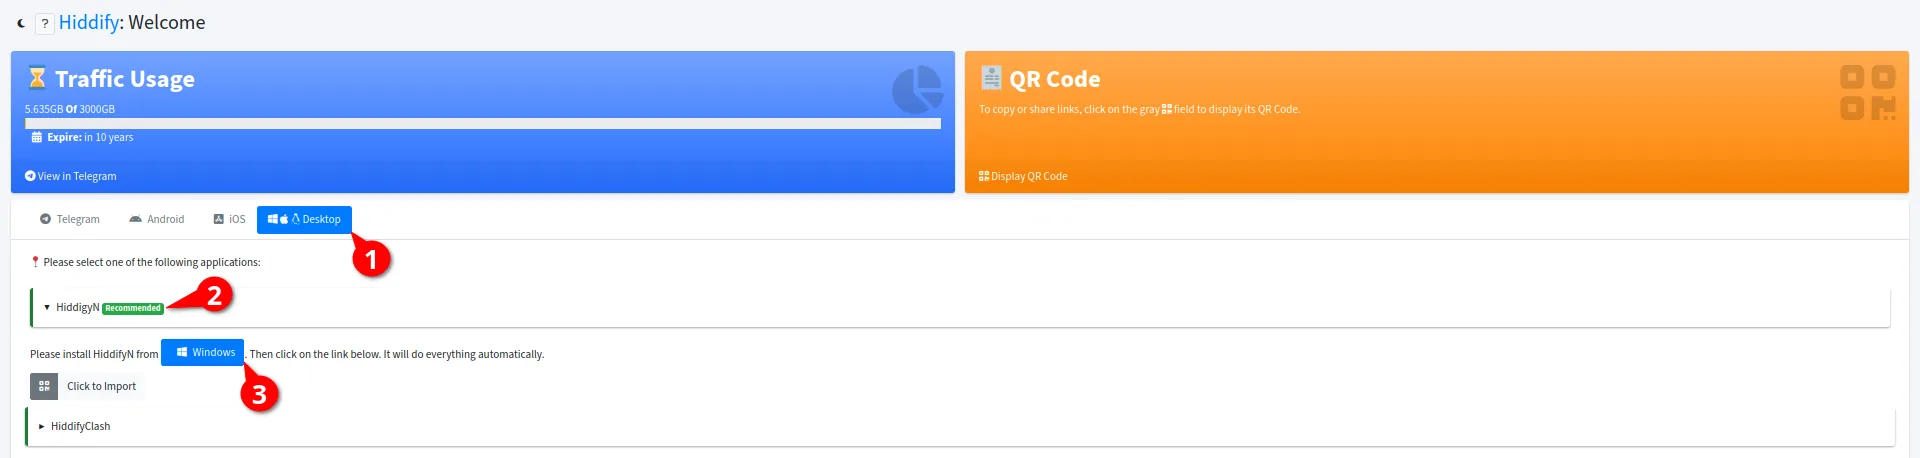 ? Hiddify: Welcome
Traffic Usage
5.635GB Of 3000GB
Expire: in 10 years
View in Telegram
QR Code
To copy or share links, click on the gray field to display its QR Code.
Display QR Code
Telegram Android iOS Desktop
1
Please select one of the following applications:
2
HiddigyN Recommended
Please install HiddifyN from Windows . Then click on the link below. It will do everything automatically.
3
Click to Import
HiddifyClash